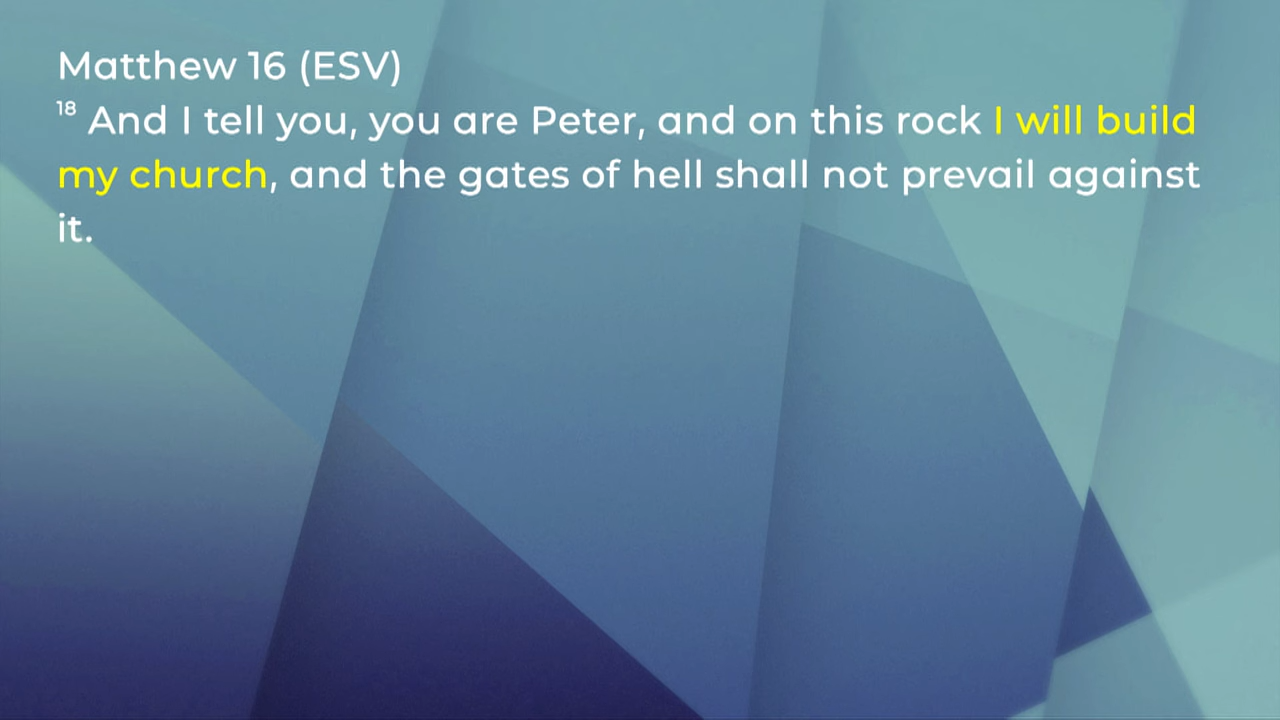 Matthew 16 (ESV)
18 And I tell you, you are Peter, and on this rock I will build
my church, and the gates of hell shall not prevail against
it.